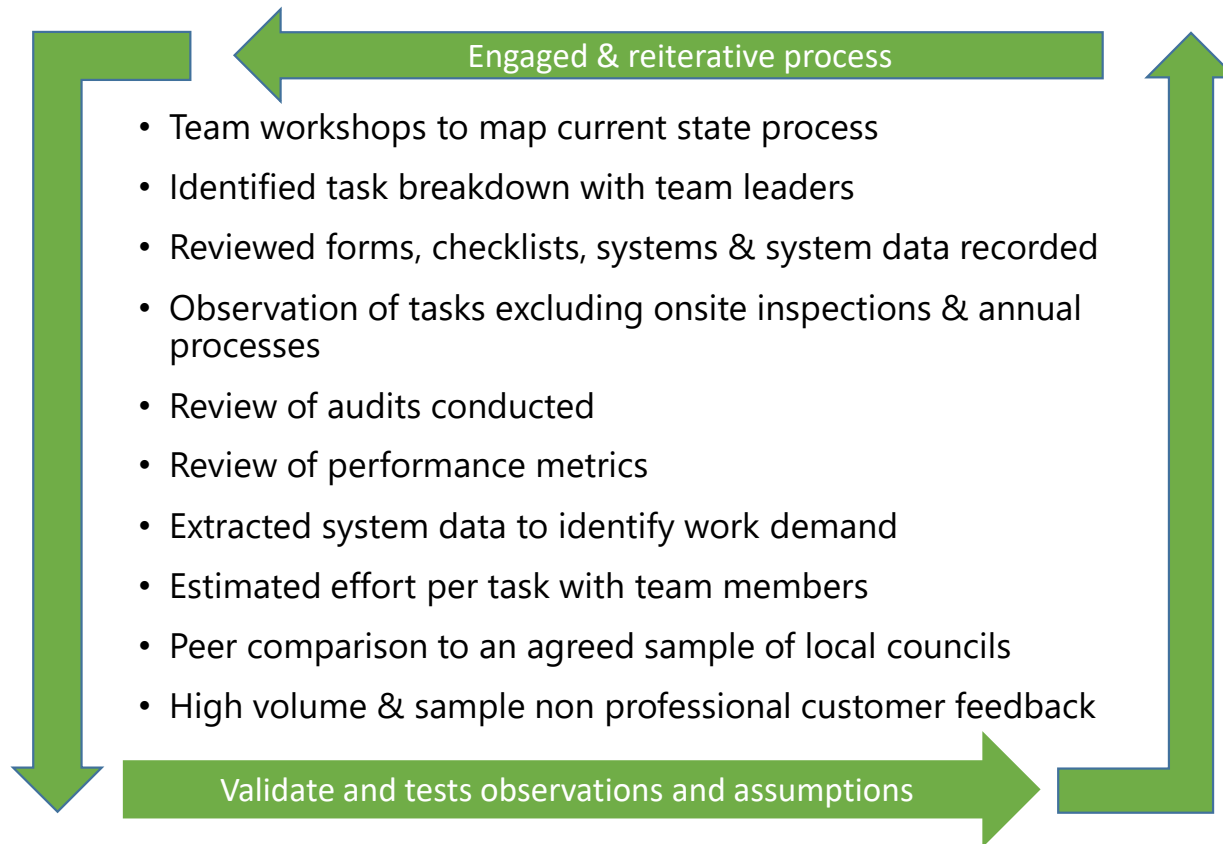 Engaged & reiterative process
• Team workshops to map current state process
• Identified task breakdown with team leaders
• Reviewed forms, checklists, systems & system data recorded
• Observation of tasks excluding onsite inspections & annual
processes
• Review of audits conducted
• Review of performance metrics
• Extracted system data to identify work demand
• Estimated effort per task with team members
• Peer comparison to an agreed sample of local councils
• High volume & sample non professional customer feedback
Validate and tests observations and assumptions